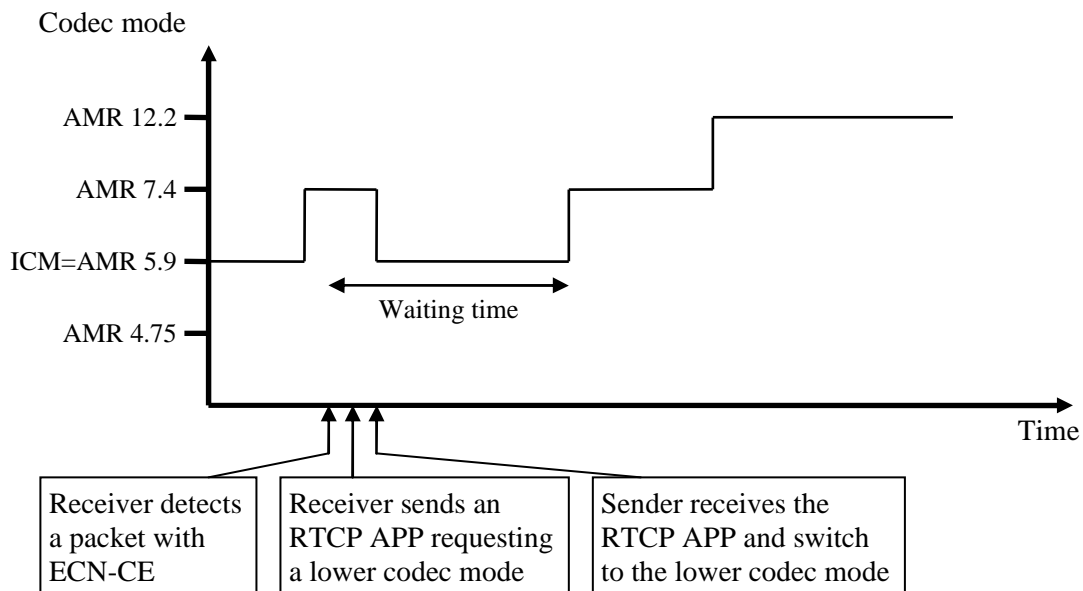 Codec mode
AMR 12.2
AMR 7.4
ICM=AMR 5.9
Waiting time
AMR 4.75
Time
Receiver detects
a packet with
ECN-CE
Receiver sends an
RTCP APP requesting
a lower codec mode
Sender receives the
RTCP APP and switch
to the lower codec mode